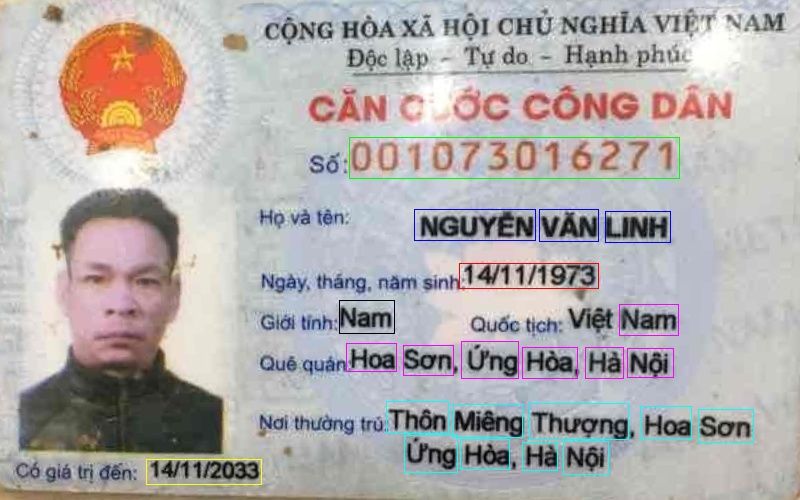 CỘNG HÒA XÃ HỘI CHỦ NGHĨA VIỆT NAM
Độc lập - Tự do - Hạnh phúc
CĂN CƯỚC CÔNG DÂN
Số: 001073016271
Họ và tên: NGUYỄN VĂN LINH
Ngày, tháng, năm sinh: 14/11/1973
Giới tính: Nam Quốc tịch: Việt Nam
Quê quán: Hoa Sơn, Ứng Hòa, Hà Nội
Nơi thường trú: Thôn Miêng Thượng, Hoa Sơn
Ứng Hòa, Hà Nội
Có giá trị đến: 14/11/2033